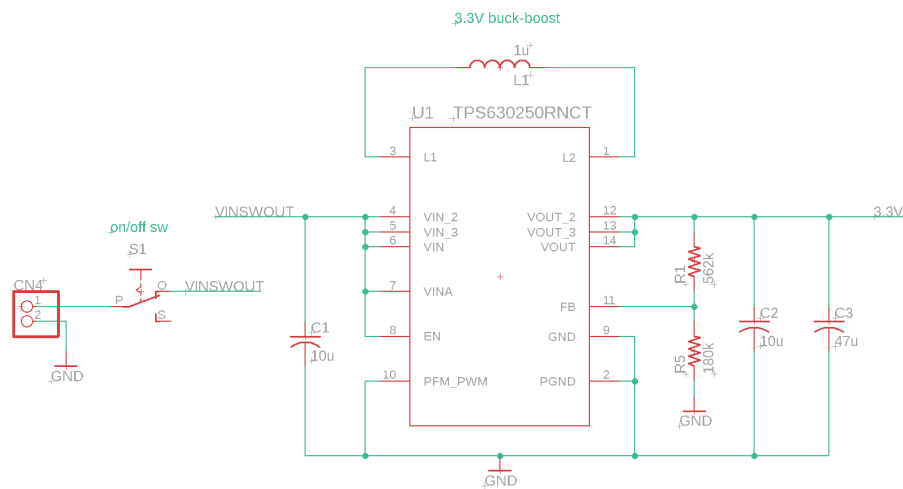 3.3V buck-boost
1u
L1
U1 TPS630250RNCT
3 L1 L2 1
VINSWOUT 4 VIN_2 VOUT_2 12 3.3V
5 VIN_3 VOUT_3 13
6 VIN VOUT 14
on/off sw
S1
R1 562k
CN4 P O VINSWOUT 7 VINA
1
2 S
FB 11
C1 10u
8 EN GND 9
C2 10u
C3 47u
R5 180k
GND
10 PFM_PWM PGND 2
GND
GND